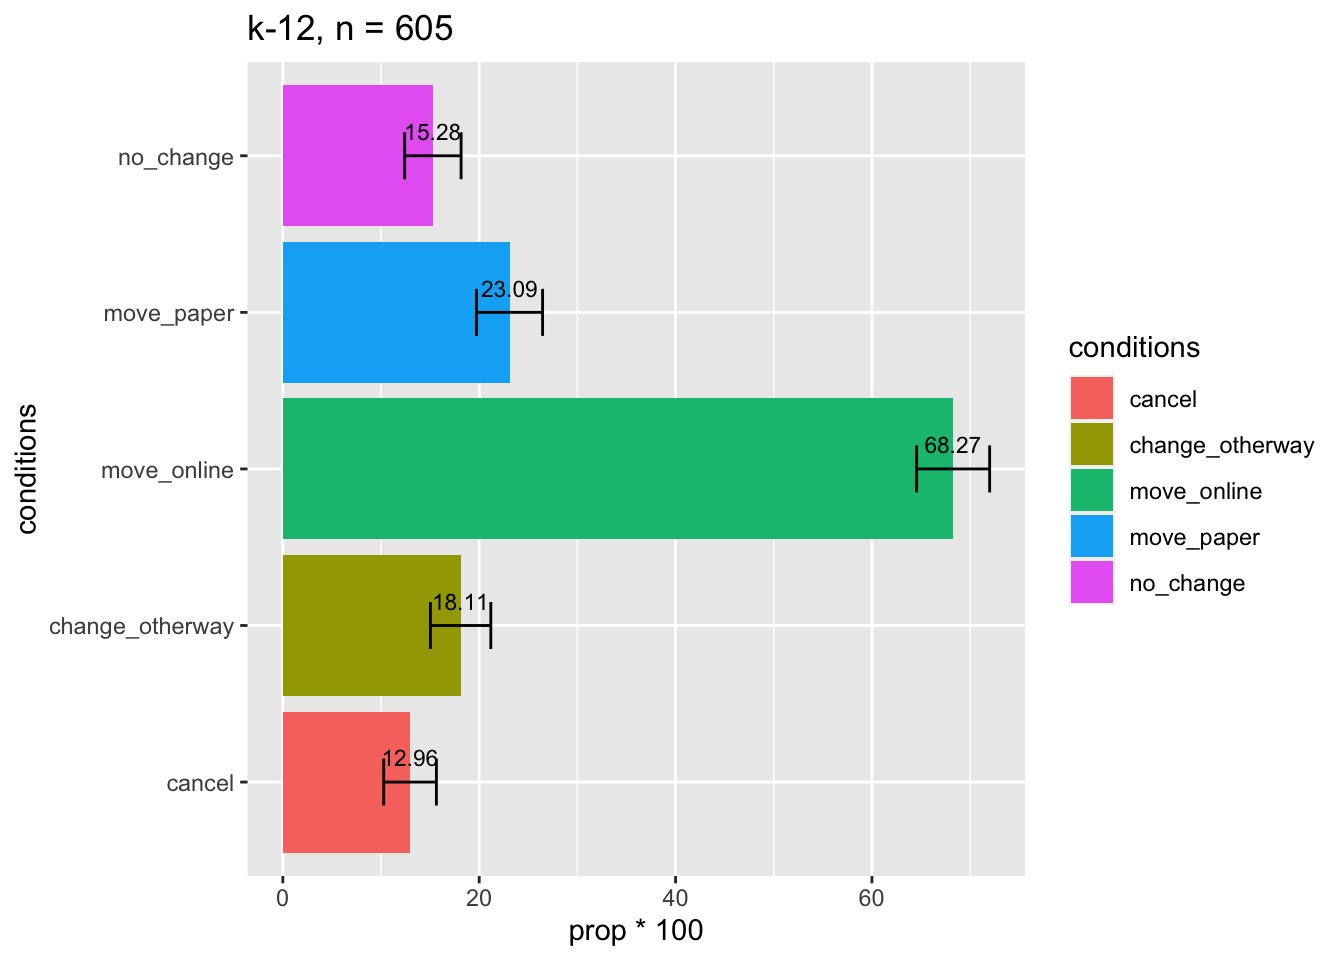 k-12, n = 605
conditions
no_change
move_paper
move_online
change_otherway
cancel
15.28
23.09
68.27
18.11
12.96
0 20 40 60
prop * 100
conditions
cancel
change_otherway
move_online
move_paper
no_change